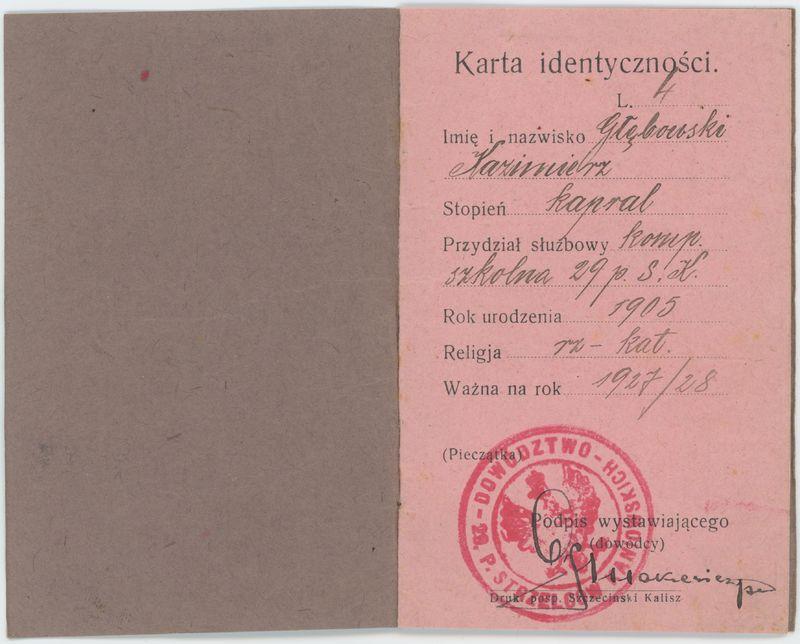 Karta identyczności.
L. 4
Imię i nazwisko Głębowski
Kazimierz
Stopień kapral
Przydział służbowy komp.
szkolna 29 p. S. K.
Rok urodzenia 1905
Religja rz-kat.
Ważna na rok 1927/28
(Pieczątka)
29. P. STRZELCÓW KANIOWSKICH - DOWÓDZTWO -
Podpis wystawiającego
(dowódcy)
Druk. posp. Szczeciński Kalisz